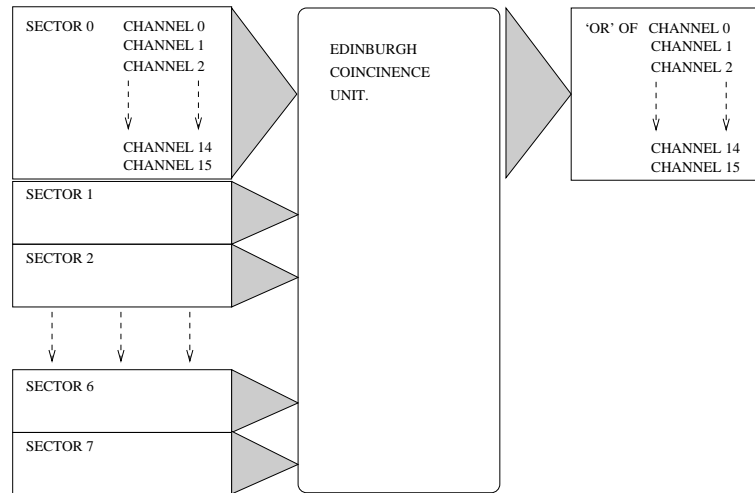 SECTOR 0 CHANNEL 0
CHANNEL 1
CHANNEL 2
CHANNEL 14
CHANNEL 15
SECTOR 1
SECTOR 2
SECTOR 6
SECTOR 7
EDINBURGH
COINCINENCE
UNIT.
‘OR’ OF CHANNEL 0
CHANNEL 1
CHANNEL 2
CHANNEL 14
CHANNEL 15